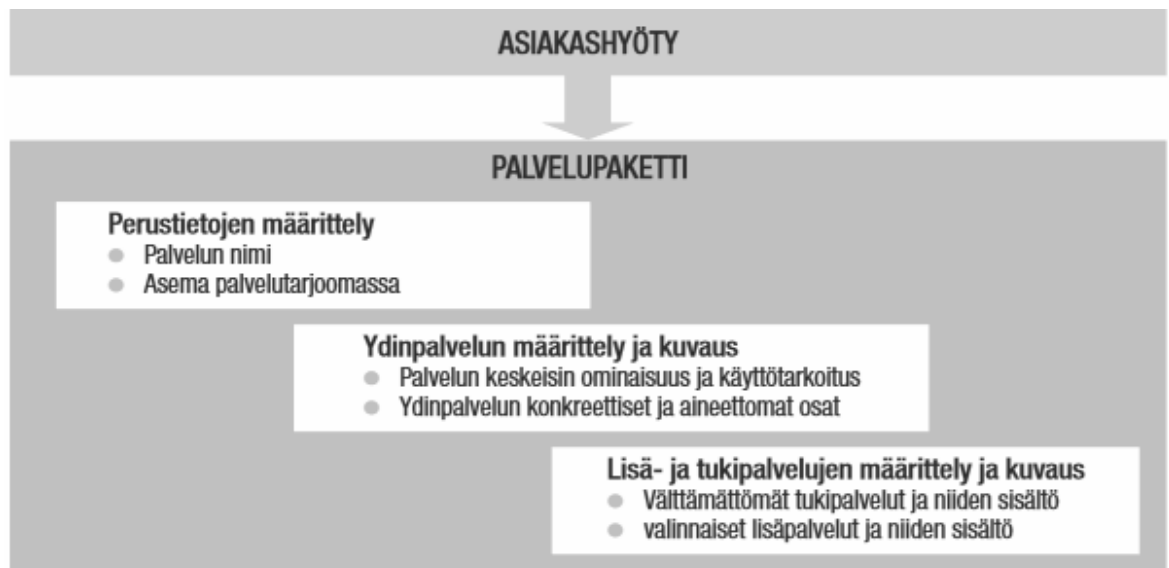 ASIAKASHYÖTY
PALVELUPAKETTI
Perustietojen määrittely
Palvelun nimi
Asema palvelutarjoomassa
Ydinpalvelun määrittely ja kuvaus
Palvelun keskeisin ominaisuus ja käyttötarkoitus
Ydinpalvelun konkreettiset ja aineettomat osat
Lisä- ja tukipalvelujen määrittely ja kuvaus
Välttämättömät tukipalvelut ja niiden sisältö
valinnaiset lisäpalvelut ja niiden sisältö